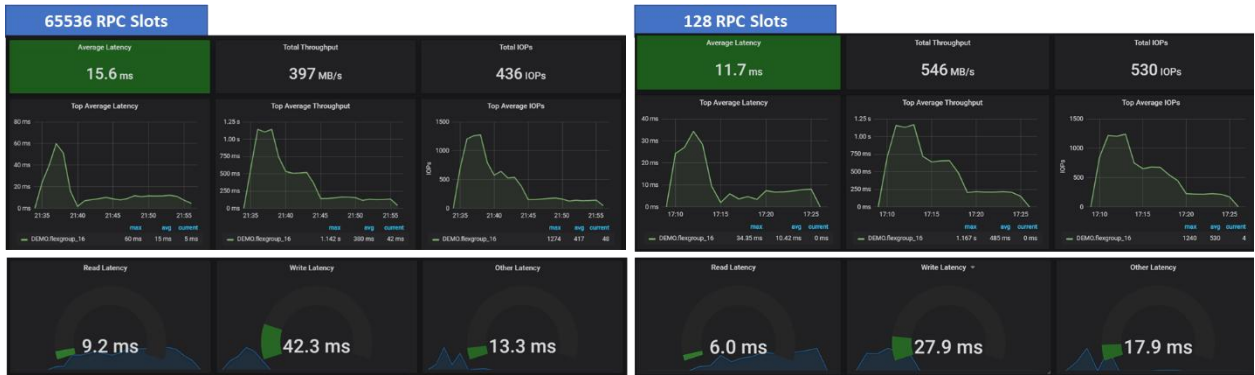 65536 RPC Slots
Average Latency
15.6 ms
Total Throughput
397 MB/s
Total IOPs
436 IOPs
Top Average Latency
80 ms
60 ms
40 ms
20 ms
0 ms
21:35 21:40 21:45 21:50 21:55
max avg current
DEMO.flexgroup_16 60 ms 15 ms 5 ms
Top Average Throughput
1.25 s
1.00 s
750 ms
500 ms
250 ms
0 ms
21:35 21:40 21:45 21:50 21:55
max avg current
DEMO.flexgroup_16 1.142 s 380 ms 42 ms
Top Average IOPs
1500
1000
500
0
IOPs
21:35 21:40 21:45 21:50 21:55
max avg current
DEMO.flexgroup_16 1274 417 40
Read Latency
9.2 ms
Write Latency
42.3 ms
Other Latency
13.3 ms
128 RPC Slots
Average Latency
11.7 ms
Total Throughput
546 MB/s
Total IOPs
530 IOPs
Top Average Latency
40 ms
30 ms
20 ms
10 ms
0 ms
17:10 17:15 17:20 17:25
max avg current
DEMO.flexgroup_16 34.35 ms 10.42 ms 0 ms
Top Average Throughput
1.25 s
1.00 s
750 ms
500 ms
250 ms
0 ms
17:10 17:15 17:20 17:25
max avg current
DEMO.flexgroup_16 1.167 s 485 ms 0 ms
Top Average IOPs
1500
1000
500
0
IOPs
17:10 17:15 17:20 17:25
max avg current
DEMO.flexgroup_16 1240 530 4
Read Latency
6.0 ms
Write Latency
27.9 ms
Other Latency
17.9 ms